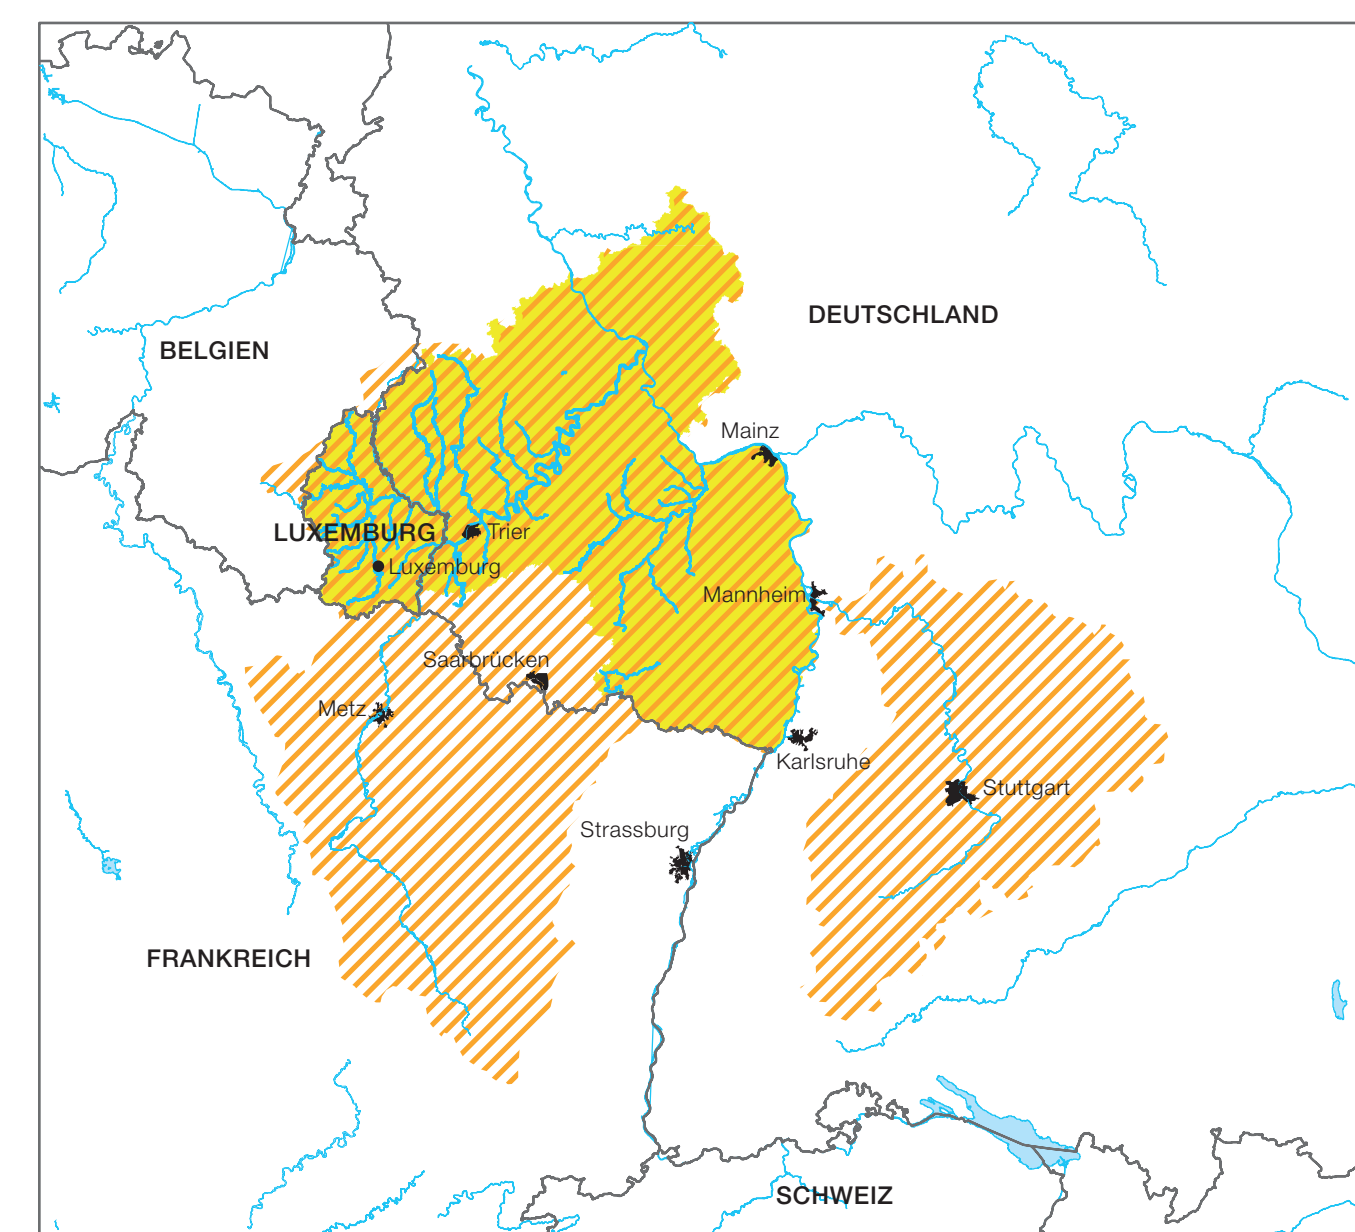 DEUTSCHLAND
BELGIEN
Mainz
LUXEMBURG
Trier
Luxemburg
Mannheim
Saarbrücken
Metz
Karlsruhe
Stuttgart
Strassburg
FRANKREICH
SCHWEIZ